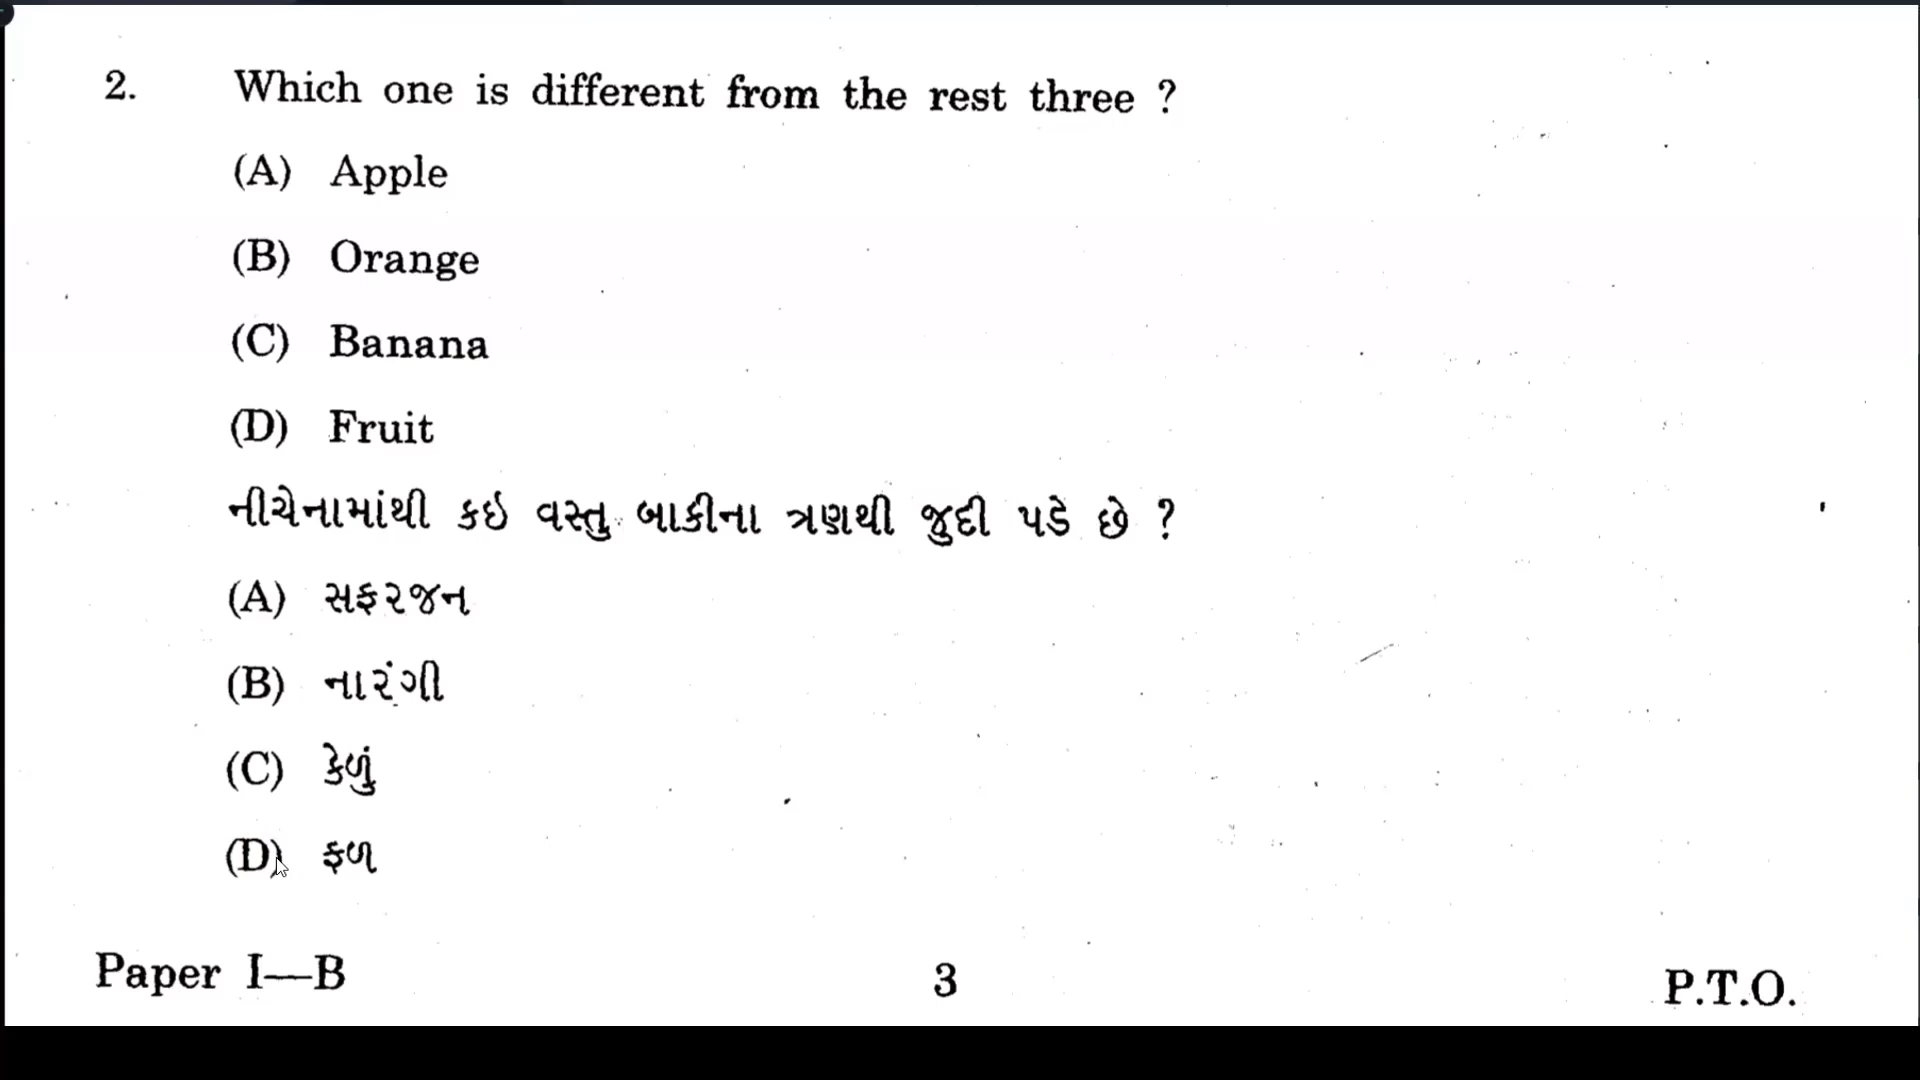 2. Which one is different from the rest three ?
(A) Apple
(B) Orange
(C) Banana
(D) Fruit
નીચેનામાંથી કઇ વસ્તુ બાકીના ત્રણથી જુદી પડે છે ?
(A) સફરજન
(B) નારંગી
(C) કેળું
(D) ફળ
Paper I—B 3 P.T.O.